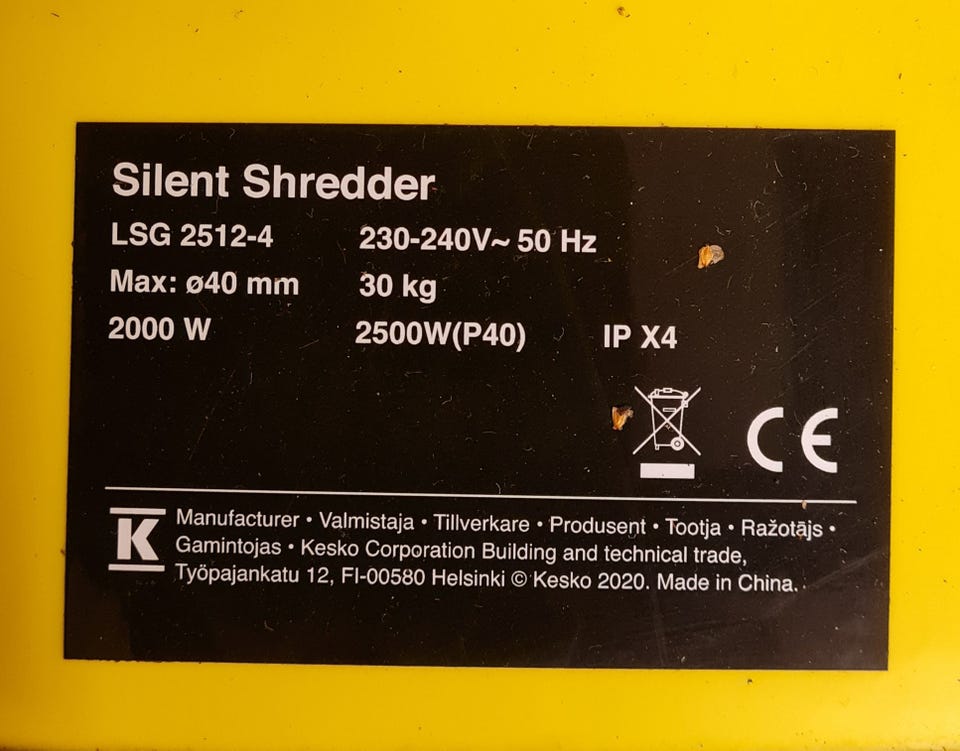 Silent Shredder
LSG 2512-4 230-240V~ 50 Hz
Max: ø40 mm 30 kg
2000 W 2500W(P40) IP X4
CE
K Manufacturer • Valmistaja • Tillverkare • Produsent • Tootja • Ražotājs •
Gamintojas • Kesko Corporation Building and technical trade,
Työpajankatu 12, FI-00580 Helsinki © Kesko 2020. Made in China.